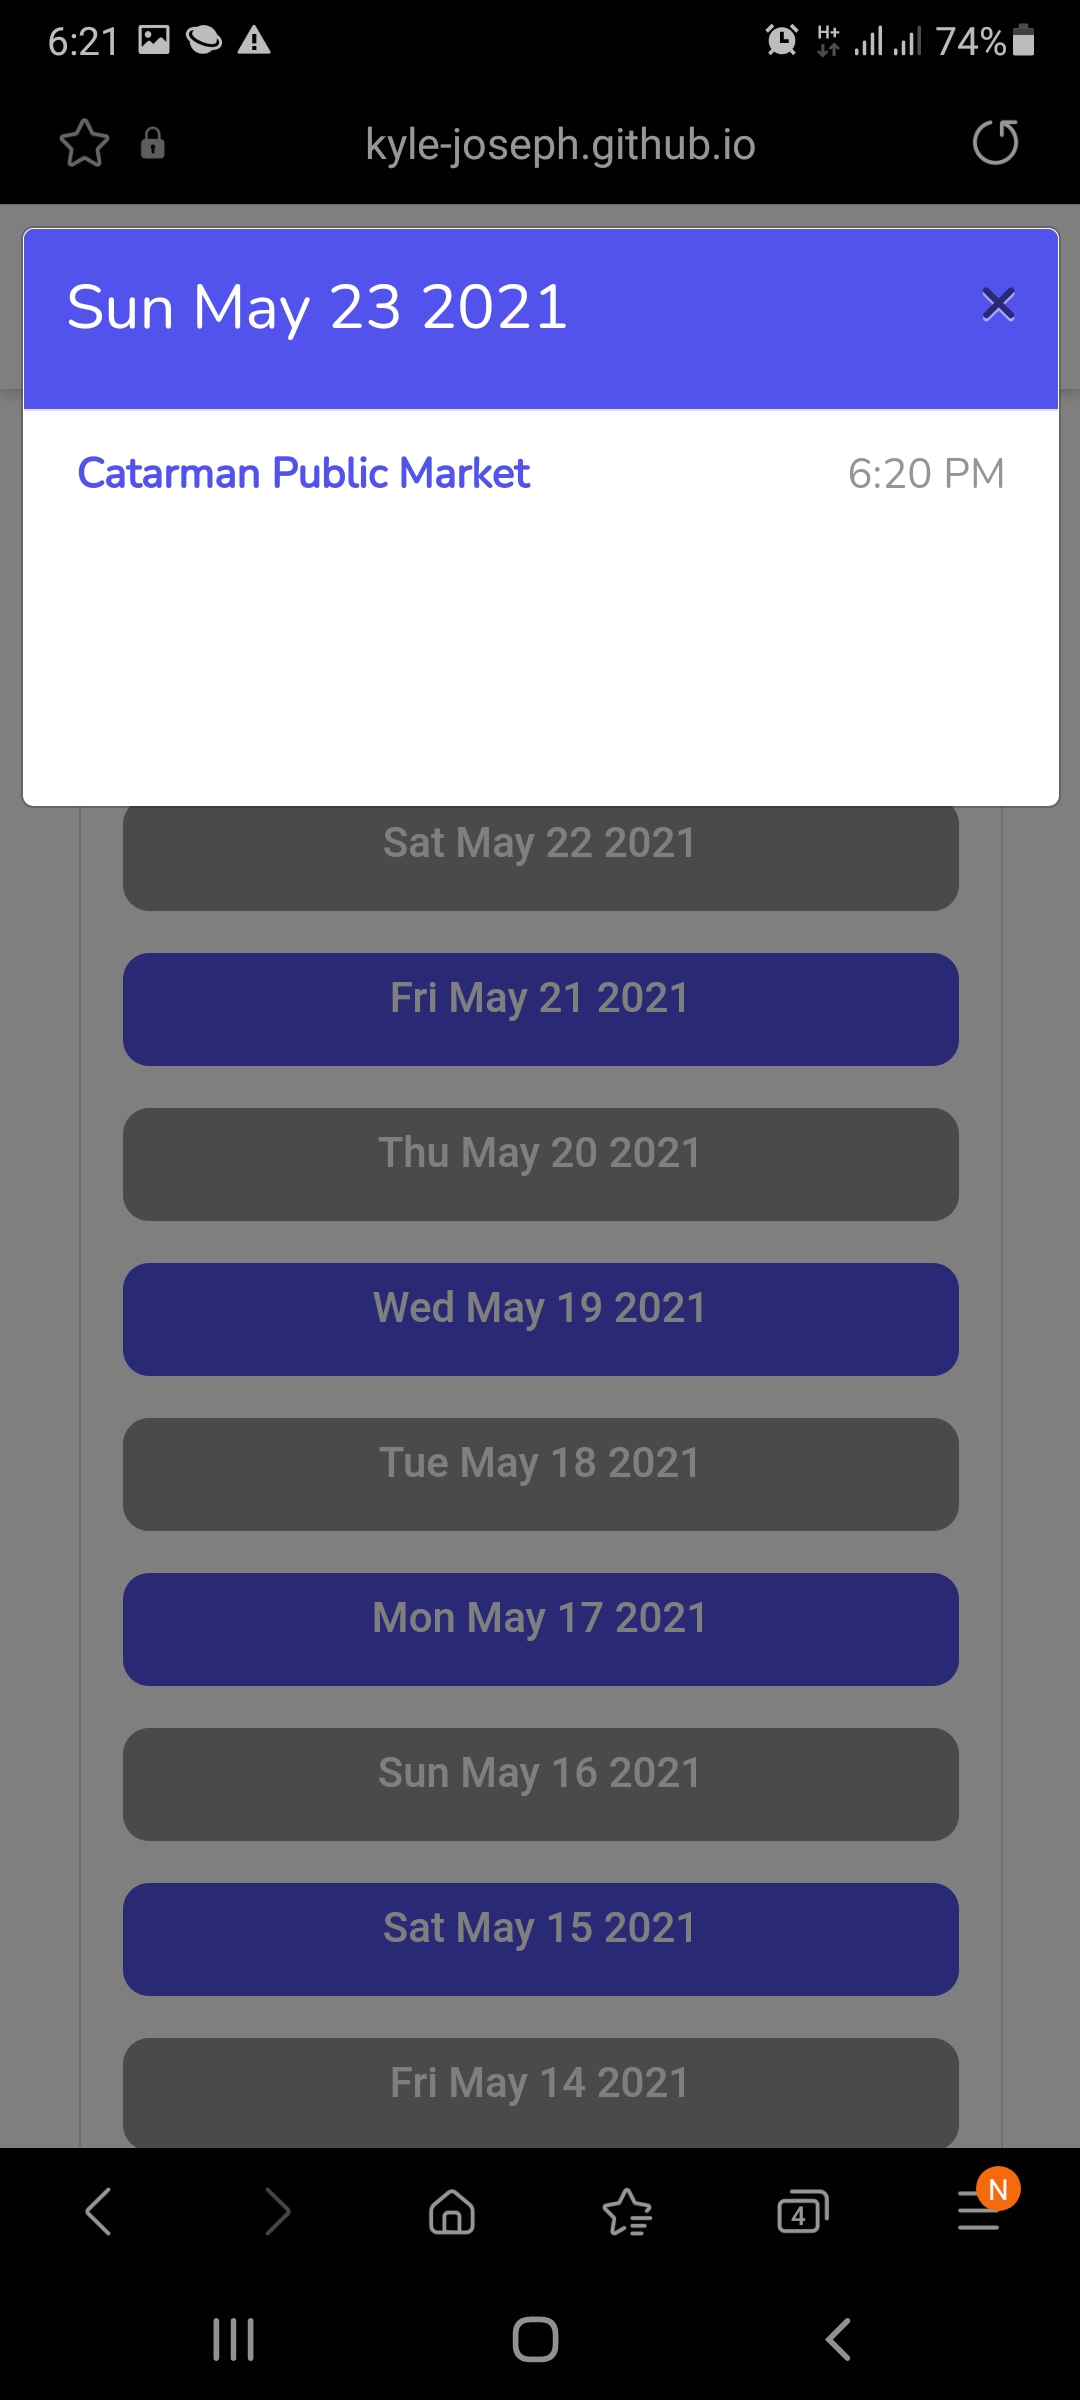 6:21 H+ 74%
kyle-joseph.github.io
Sun May 23 2021 ×
Catarman Public Market 6:20 PM
Sat May 22 2021
Fri May 21 2021
Thu May 20 2021
Wed May 19 2021
Tue May 18 2021
Mon May 17 2021
Sun May 16 2021
Sat May 15 2021
Fri May 14 2021
4 N